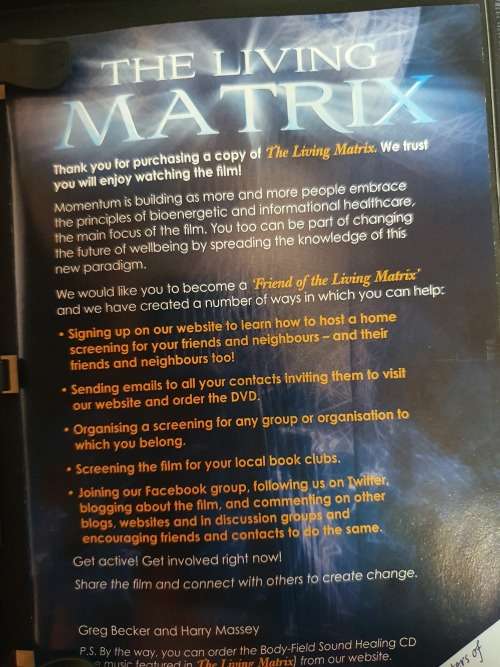 THE LIVING
MATRIX
Thank you for purchasing a copy of The Living Matrix. We trust
you will enjoy watching the film!
Momentum is building as more and more people embrace
the principles of bioenergetic and informational healthcare,
the main focus of the film. You too can be part of changing
the future of wellbeing by spreading the knowledge of this
new paradigm.
We would like you to become a 'Friend of the Living Matrix'
and we have created a number of ways in which you can help:
• Signing up on our website to learn how to host a home
screening for your friends and neighbours – and their
friends and neighbours too!
• Sending emails to all your contacts inviting them to visit
our website and order the DVD.
• Organising a screening for any group or organisation to
which you belong.
• Screening the film for your local book clubs.
• Joining our Facebook group, following us on Twitter,
blogging about the film, and commenting on other
blogs, websites and in discussion groups and
encouraging friends and contacts to do the same.
Get active! Get involved right now!
Share the film and connect with others to create change.
Greg Becker and Harry Massey
P.S. By the way, you can order the Body-Field Sound Healing CD
music featured in The Living Matrix) from our website.
of